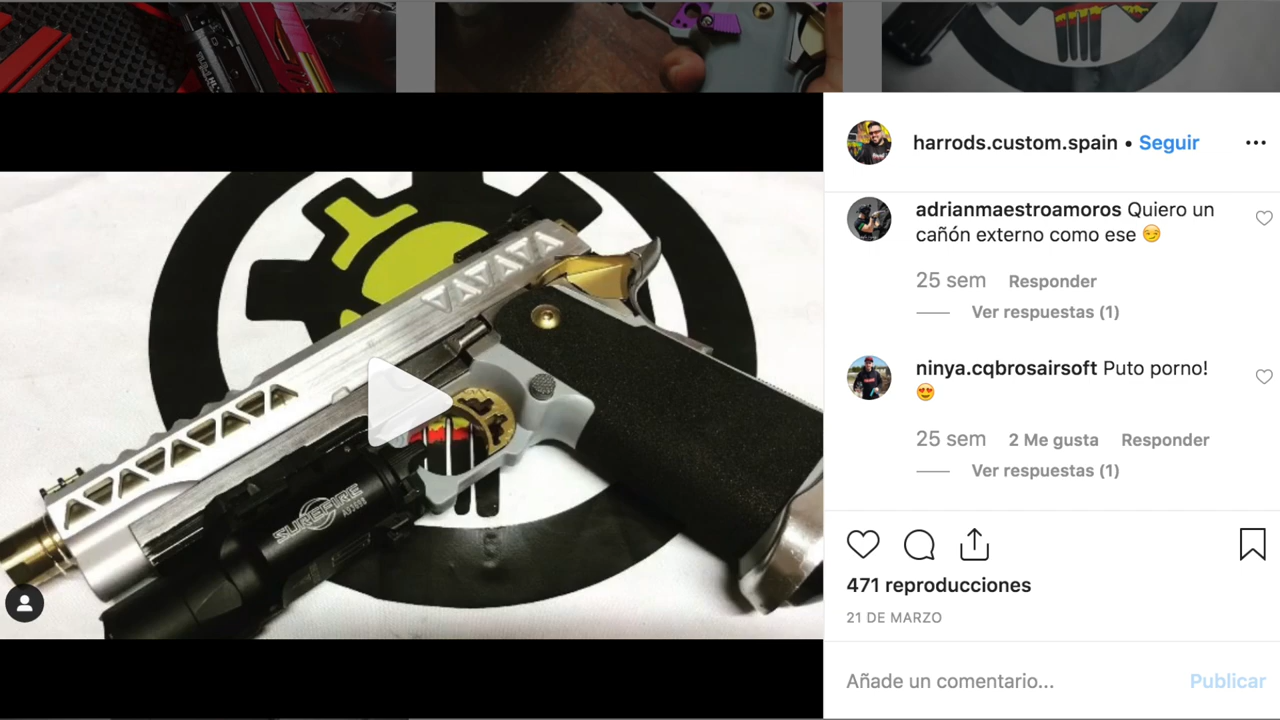 harrods.custom.spain • Seguir
adrianmaestroamoros Quiero un
cañón externo como ese 😏
25 sem Responder
Ver respuestas (1)
ninya.cqbrosairsoft Puto porno!
😍
25 sem 2 Me gusta Responder
Ver respuestas (1)
471 reproducciones
21 DE MARZO
Añade un comentario... Publicar
SUREFIRE